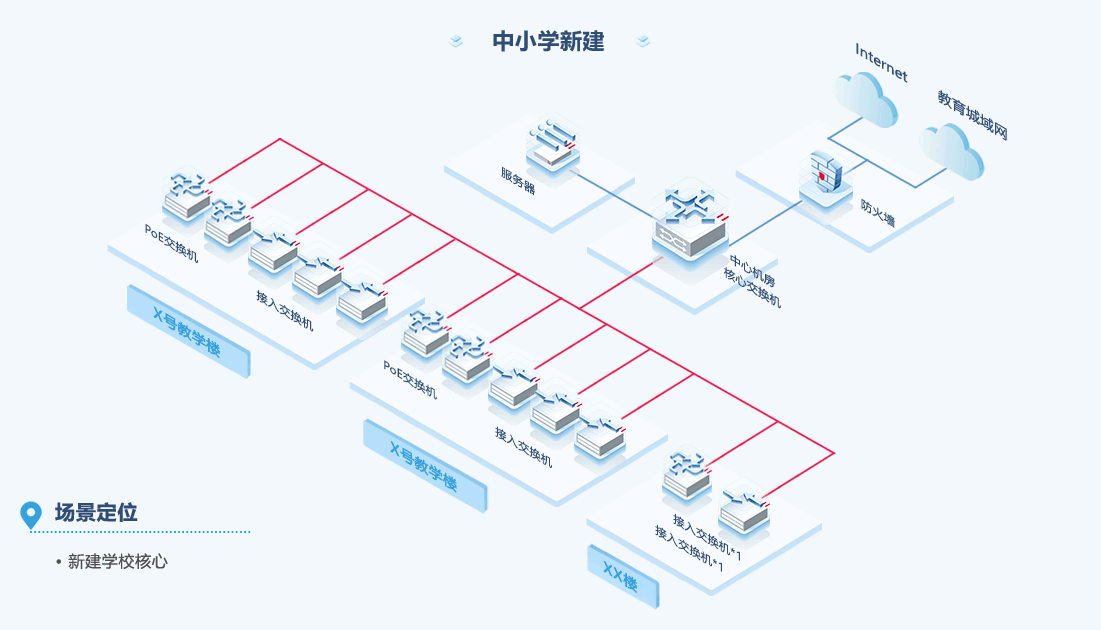 中小学新建
Internet
教育城域网
服务器
防火墙
中心机房
核心交换机
PoE交换机
接入交换机
X号教学楼
PoE交换机
接入交换机
X号教学楼
接入交换机*1
接入交换机*1
XX楼
场景定位
• 新建学校核心